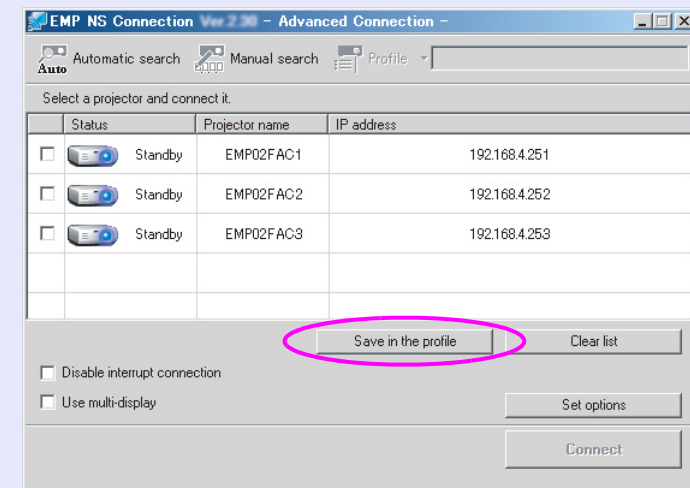 EMP NS Connection Ver.2.30 - Advanced Connection -
Auto Automatic search Manual search Profile
Select a projector and connect it.
Status Projector name IP address
Standby EMP02FAC1 192.168.4.251
Standby EMP02FAC2 192.168.4.252
Standby EMP02FAC3 192.168.4.253
Save in the profile Clear list
Disable interrupt connection
Use multi-display Set options
Connect